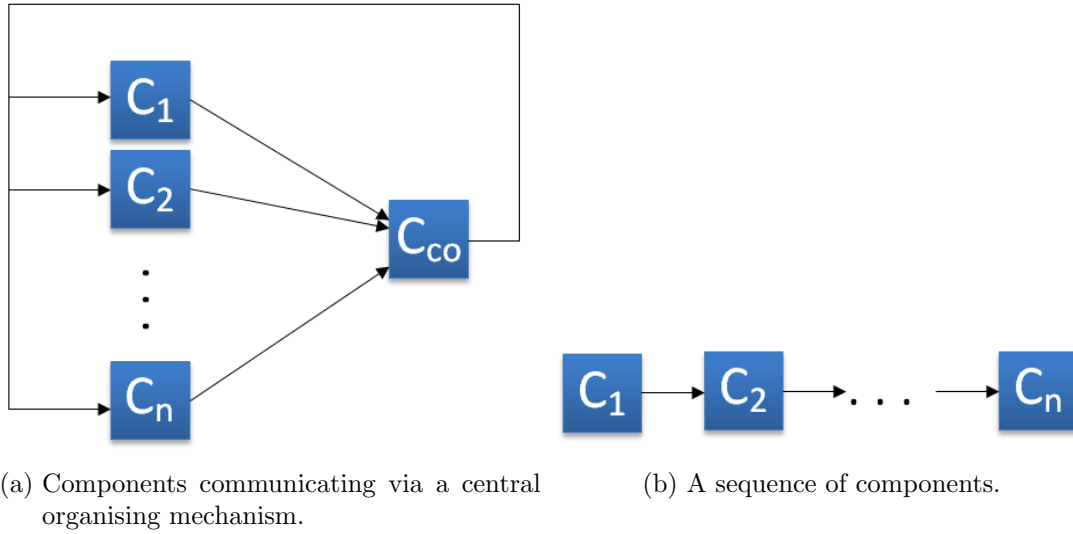 C1
C2
.
.
.
Cn
Cco
C1
C2
. . .
Cn
(a) Components communicating via a central
organising mechanism.
(b) A sequence of components.